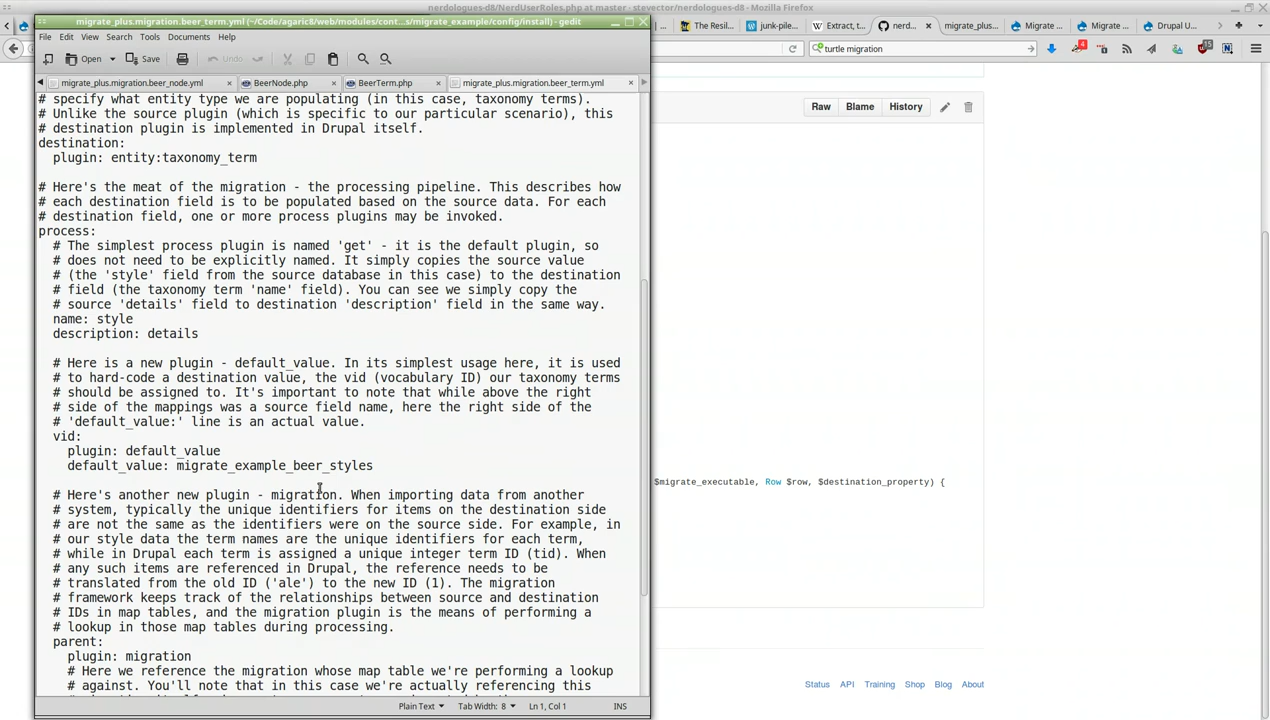 nerdologues-d8/NerdUserRoles.php at master · stevector/nerdologues-d8 - Mozilla Firefox
migrate_plus.migration.beer_term.yml (~/Code/agaric8/web/modules/cont...s/migrate_example/config/install) - gedit
The Resil...
junk-pile...
Extract, t...
nerd...
migrate_plus...
Migrate ...
Migrate ...
Drupal U...
File Edit View Search Tools Documents Help
turtle migration
4
15
Open Save Undo
migrate_plus.migration.beer_node.yml
BeerNode.php
BeerTerm.php
migrate_plus.migration.beer_term.yml
Raw Blame History
# specify what entity type we are populating (in this case, taxonomy terms).
# Unlike the source plugin (which is specific to our particular scenario), this
# destination plugin is implemented in Drupal itself.
destination:
plugin: entity:taxonomy_term
# Here's the meat of the migration - the processing pipeline. This describes how
# each destination field is to be populated based on the source data. For each
# destination field, one or more process plugins may be invoked.
process:
# The simplest process plugin is named 'get' - it is the default plugin, so
# does not need to be explicitly named. It simply copies the source value
# (the 'style' field from the source database in this case) to the destination
# field (the taxonomy term 'name' field). You can see we simply copy the
# source 'details' field to destination 'description' field in the same way.
name: style
description: details
# Here is a new plugin - default_value. In its simplest usage here, it is used
# to hard-code a destination value, the vid (vocabulary ID) our taxonomy terms
# should be assigned to. It's important to note that while above the right
# side of the mappings was a source field name, here the right side of the
# 'default_value:' line is an actual value.
vid:
plugin: default_value
default_value: migrate_example_beer_styles
$migrate_executable, Row $row, $destination_property) {
# Here's another new plugin - migration. When importing data from another
# system, typically the unique identifiers for items on the destination side
# are not the same as the identifiers were on the source side. For example, in
# our style data the term names are the unique identifiers for each term,
# while in Drupal each term is assigned a unique integer term ID (tid). When
# any such items are referenced in Drupal, the reference needs to be
# translated from the old ID ('ale') to the new ID (1). The migration
# framework keeps track of the relationships between source and destination
# IDs in map tables, and the migration plugin is the means of performing a
# lookup in those map tables during processing.
parent:
plugin: migration
# Here we reference the migration whose map table we're performing a lookup
# against. You'll note that in this case we're actually referencing this
Status API Training Shop Blog About
Plain Text Tab Width: 8 Ln 1, Col 1 INS